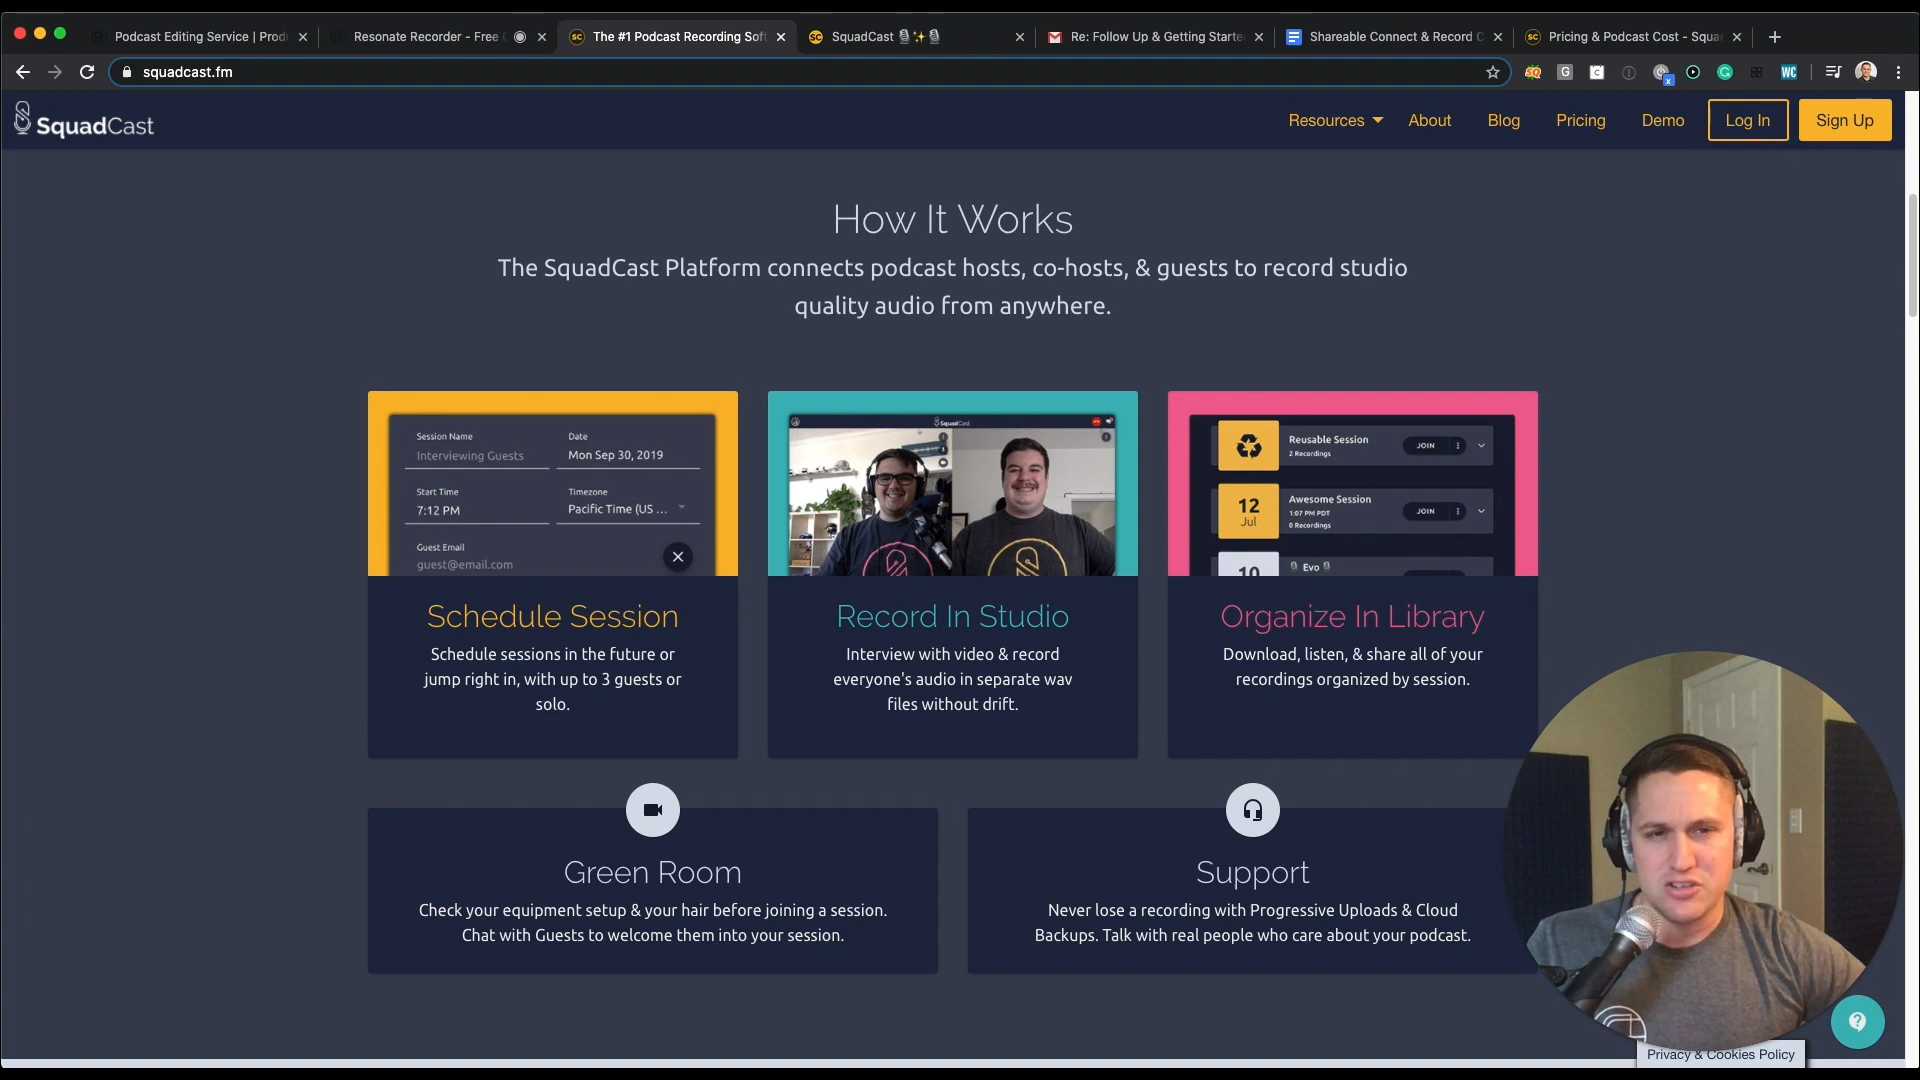 Podcast Editing Service | Produ
Resonate Recorder - Free
The #1 Podcast Recording Soft
SquadCast 🎙️✨🎙️
Re: Follow Up & Getting Starte
Shareable Connect & Record C
Pricing & Podcast Cost - Squa
squadcast.fm
SquadCast
Resources
About
Blog
Pricing
Demo
Log In
Sign Up
How It Works
The SquadCast Platform connects podcast hosts, co-hosts, & guests to record studio
quality audio from anywhere.
Session Name
Date
Interviewing Guests
Mon Sep 30, 2019
Start Time
Timezone
7:12 PM
Pacific Time (US ...
Guest Email
guest@email.com
SquadCast
Reusable Session
2 Recordings
JOIN
12
Jul
Awesome Session
1:07 PM PDT
0 Recordings
JOIN
10
🎙️ Evo 🎙️
Schedule Session
Schedule sessions in the future or
jump right in, with up to 3 guests or
solo.
Record In Studio
Interview with video & record
everyone's audio in separate wav
files without drift.
Organize In Library
Download, listen, & share all of your
recordings organized by session.
Green Room
Check your equipment setup & your hair before joining a session.
Chat with Guests to welcome them into your session.
Support
Never lose a recording with Progressive Uploads & Cloud
Backups. Talk with real people who care about your podcast.
Privacy & Cookies Policy